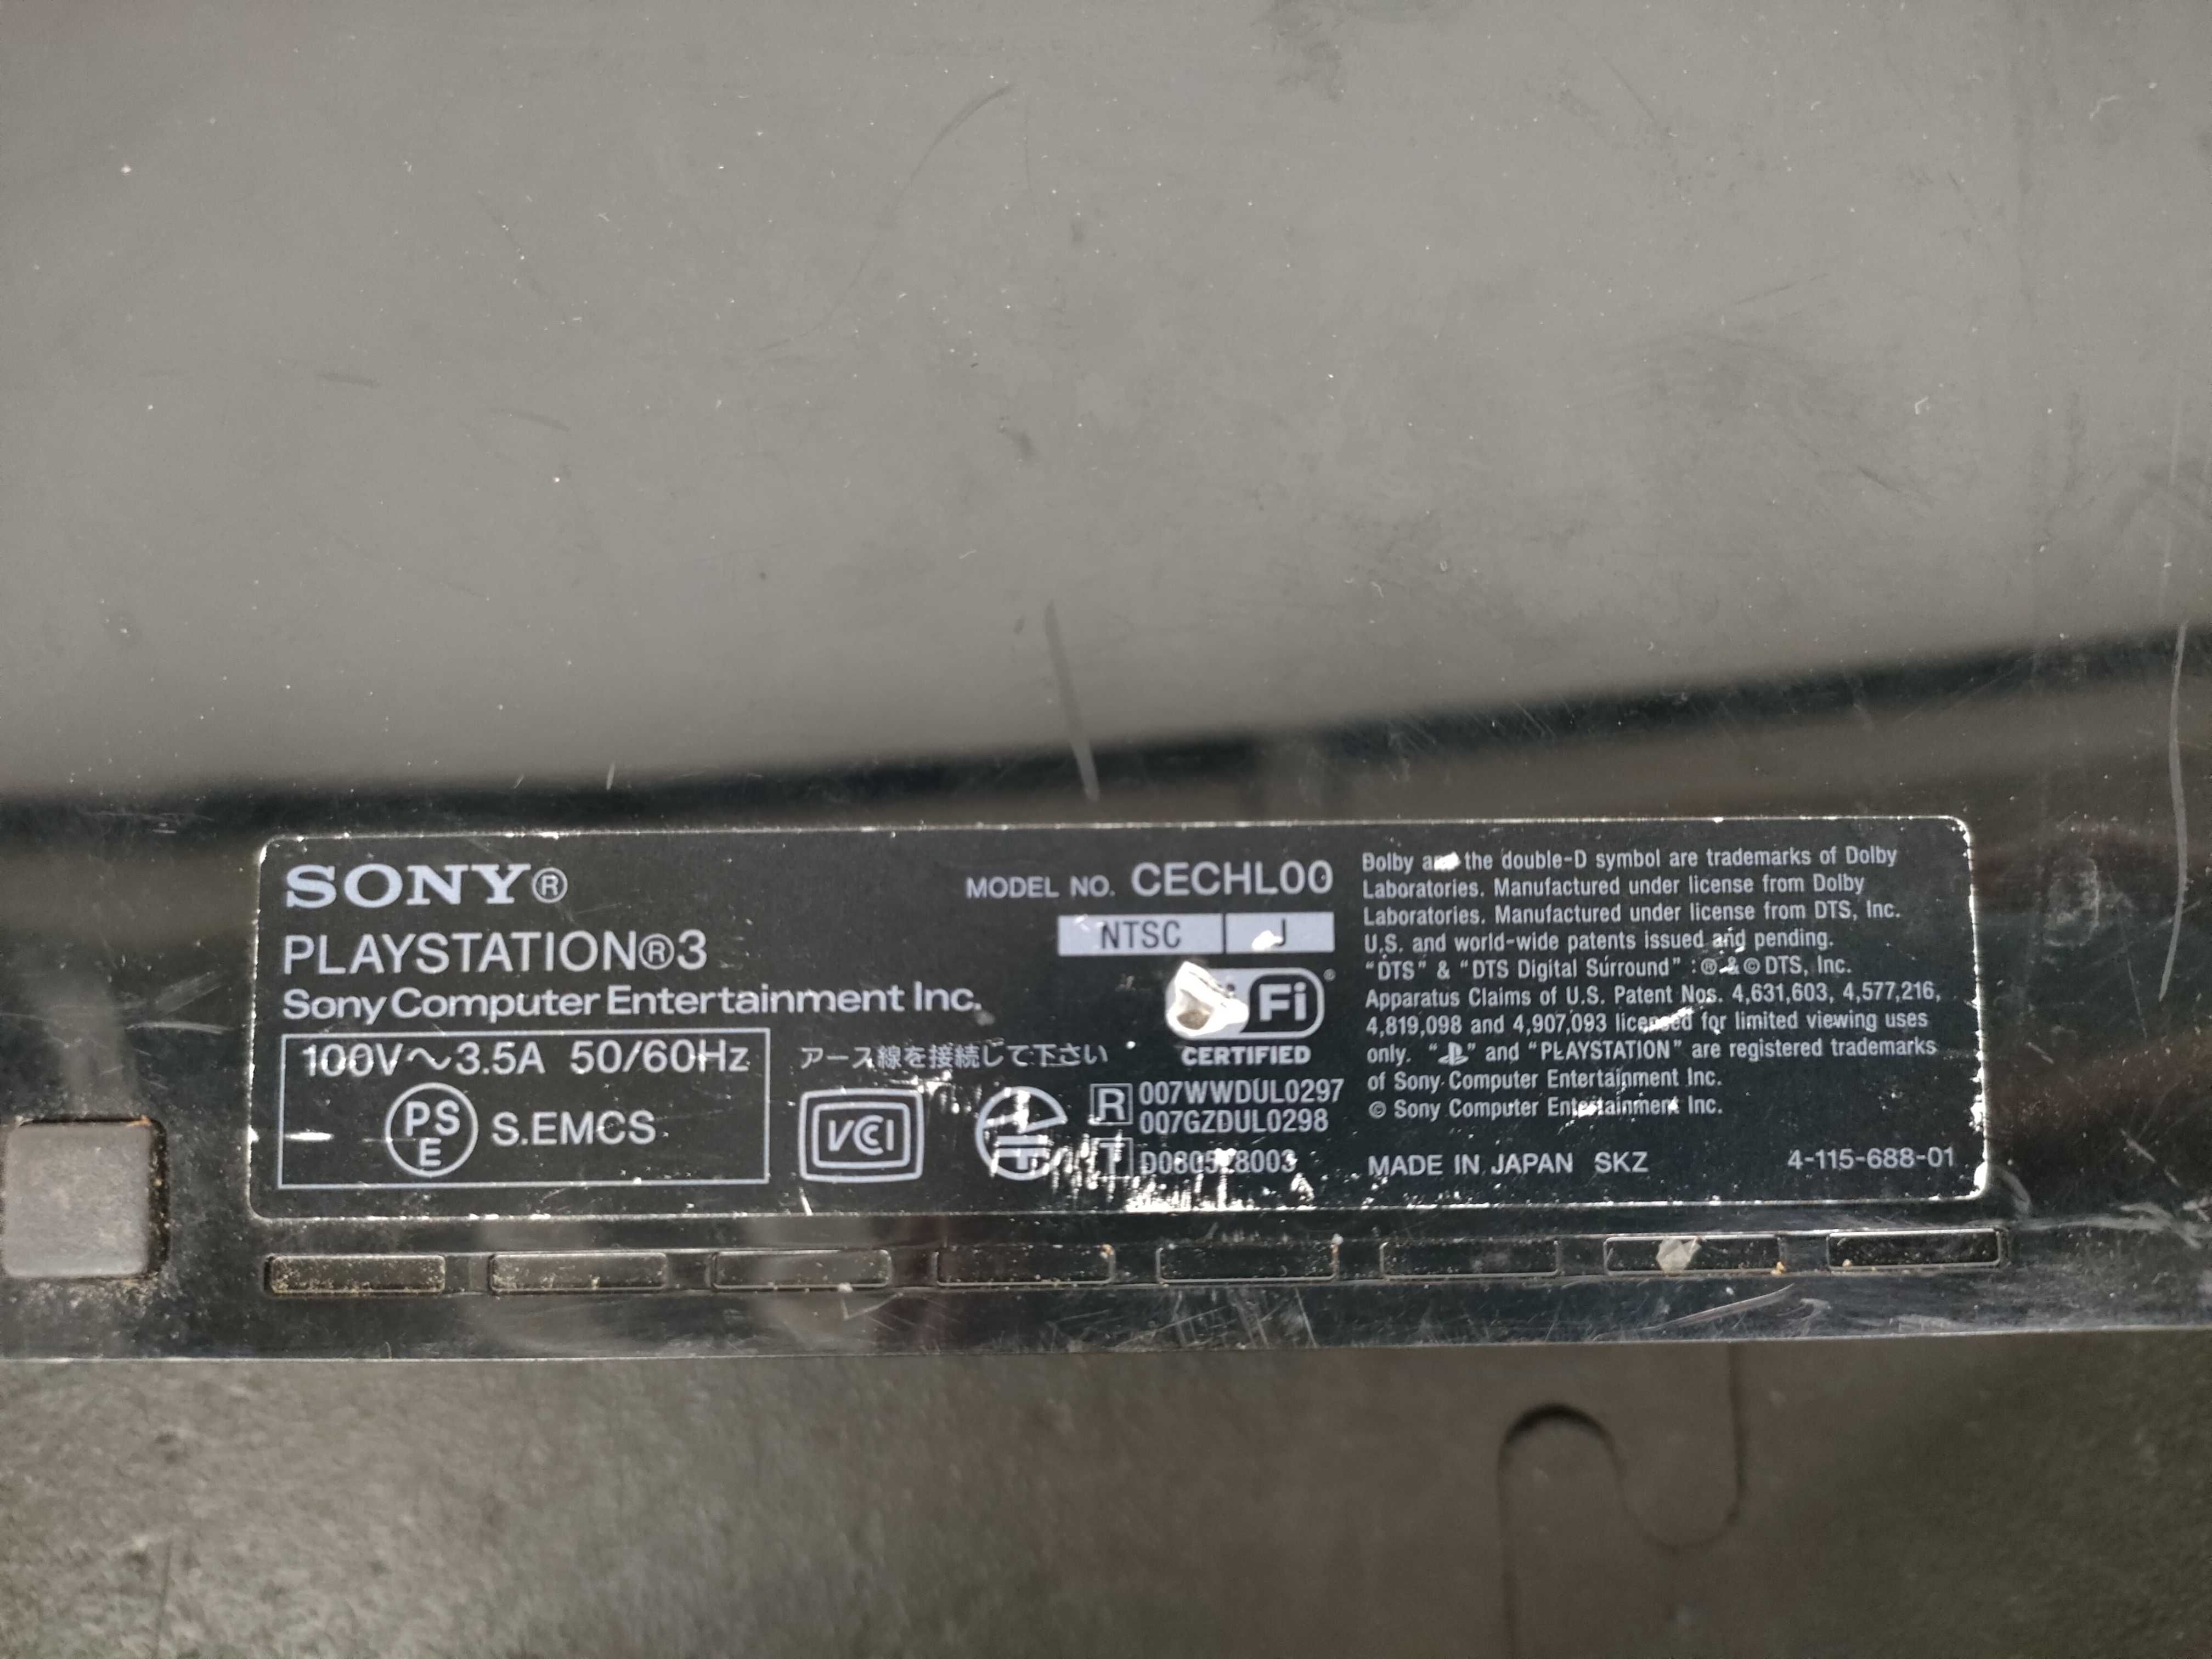 SONY®
PLAYSTATION®3
Sony Computer Entertainment Inc.
100V～3.5A 50/60Hz
PS
E
S.EMCS
MODEL NO. CECHL00
NTSC J
Fi
CERTIFIED
アース線を接続して下さい
VCI
R 007WWDUL0297
007GZDUL0298
T
Dolby the double-D symbol are trademarks of Dolby
Laboratories. Manufactured under license from Dolby
Laboratories. Manufactured under license from DTS, Inc.
U.S. and world-wide patents issued and pending.
"DTS" & "DTS Digital Surround" : ® & © DTS, Inc.
Apparatus Claims of U.S. Patent Nos. 4,631,603, 4,577,216,
4,819,098 and 4,907,093 licensed for limited viewing uses
only. " " and "PLAYSTATION" are registered trademarks
of Sony Computer Entertainment Inc.
© Sony Computer Entertainment Inc.
MADE IN JAPAN SKZ 4-115-688-01